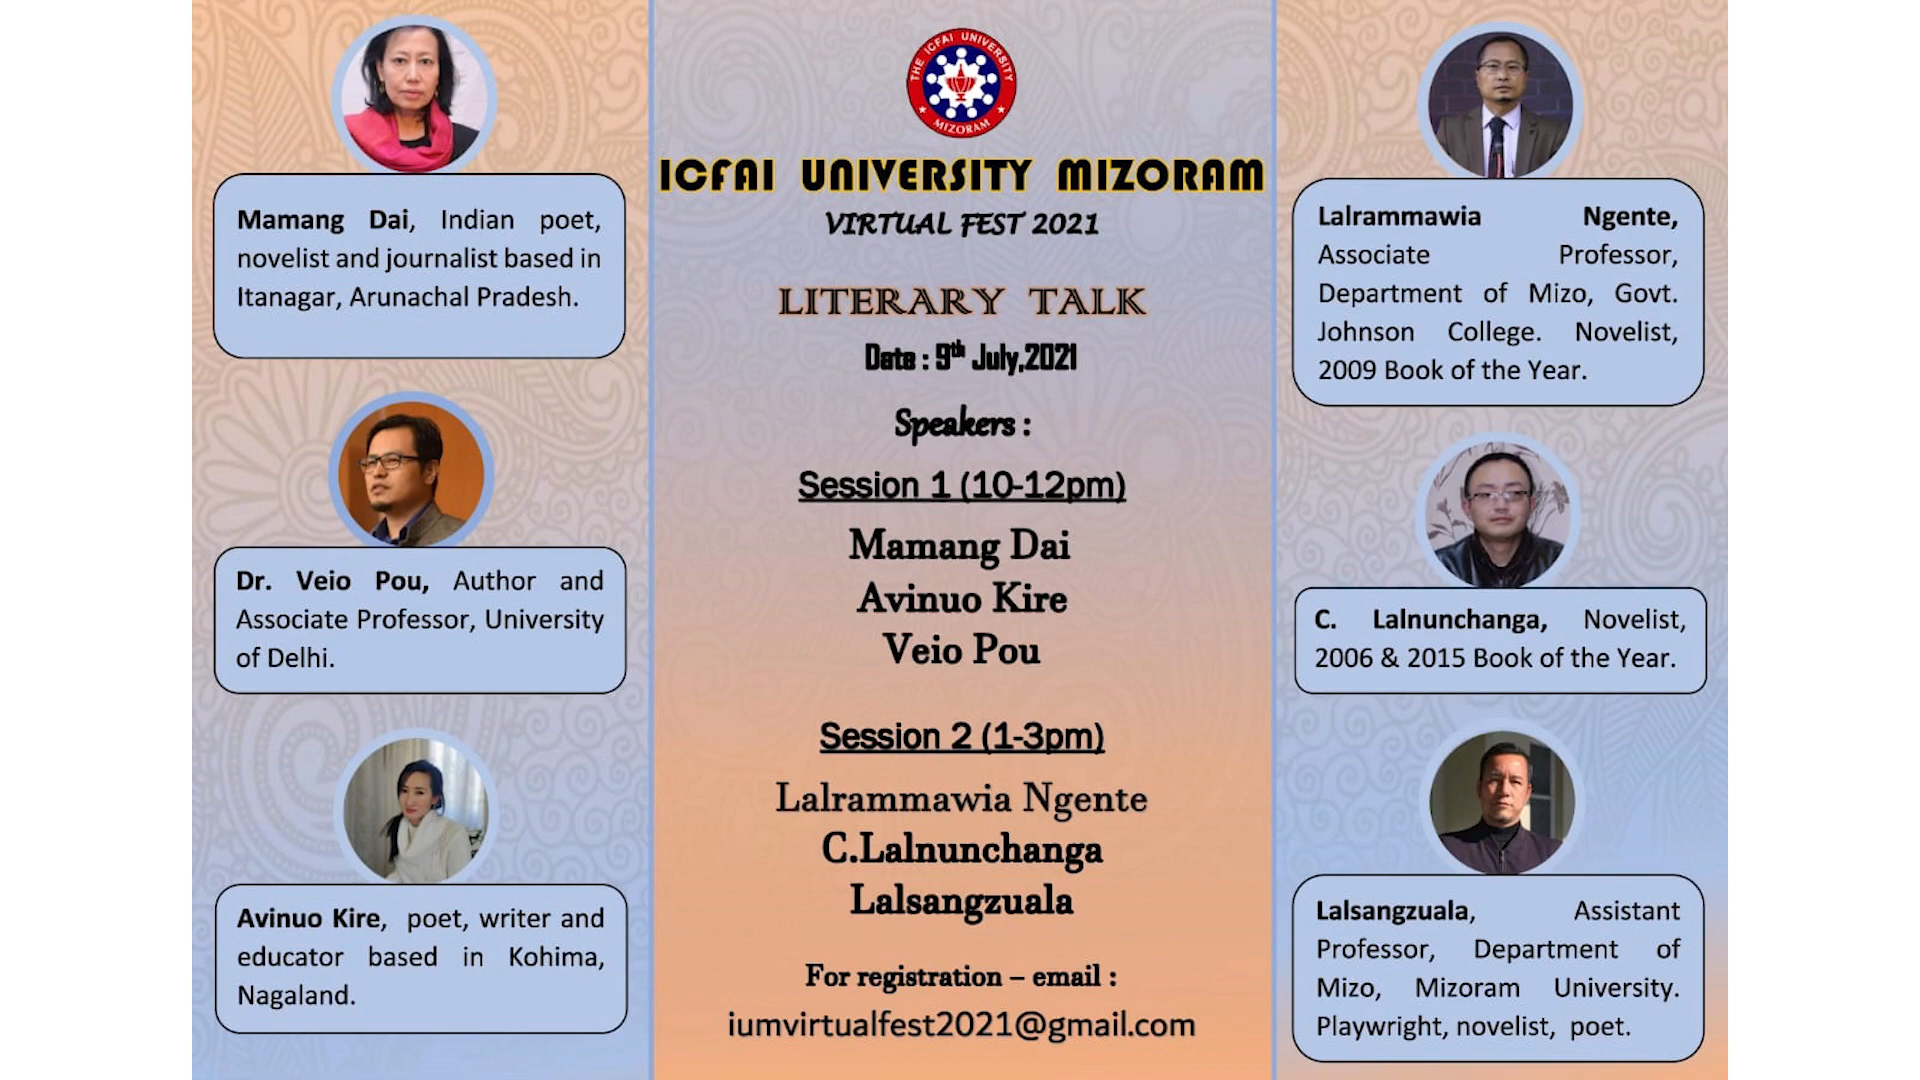 THE ICFAI UNIVERSITY
MIZORAM
ICFAI UNIVERSITY MIZORAM
VIRTUAL FEST 2021
LITERARY TALK
Date : 9th July,2021
Speakers :
Session 1 (10-12pm)
Mamang Dai
Avinuo Kire
Veio Pou
Session 2 (1-3pm)
Lalrammawia Ngente
C.Lalnunchanga
Lalsangzuala
For registration – email :
iumvirtualfest2021@gmail.com
Mamang Dai, Indian poet,
novelist and journalist based in
Itanagar, Arunachal Pradesh.
Dr. Veio Pou, Author and
Associate Professor, University
of Delhi.
Avinuo Kire, poet, writer and
educator based in Kohima,
Nagaland.
Lalrammawia Ngente,
Associate Professor,
Department of Mizo, Govt.
Johnson College. Novelist,
2009 Book of the Year.
C. Lalnunchanga, Novelist,
2006 & 2015 Book of the Year.
Lalsangzuala, Assistant
Professor, Department of
Mizo, Mizoram University.
Playwright, novelist, poet.